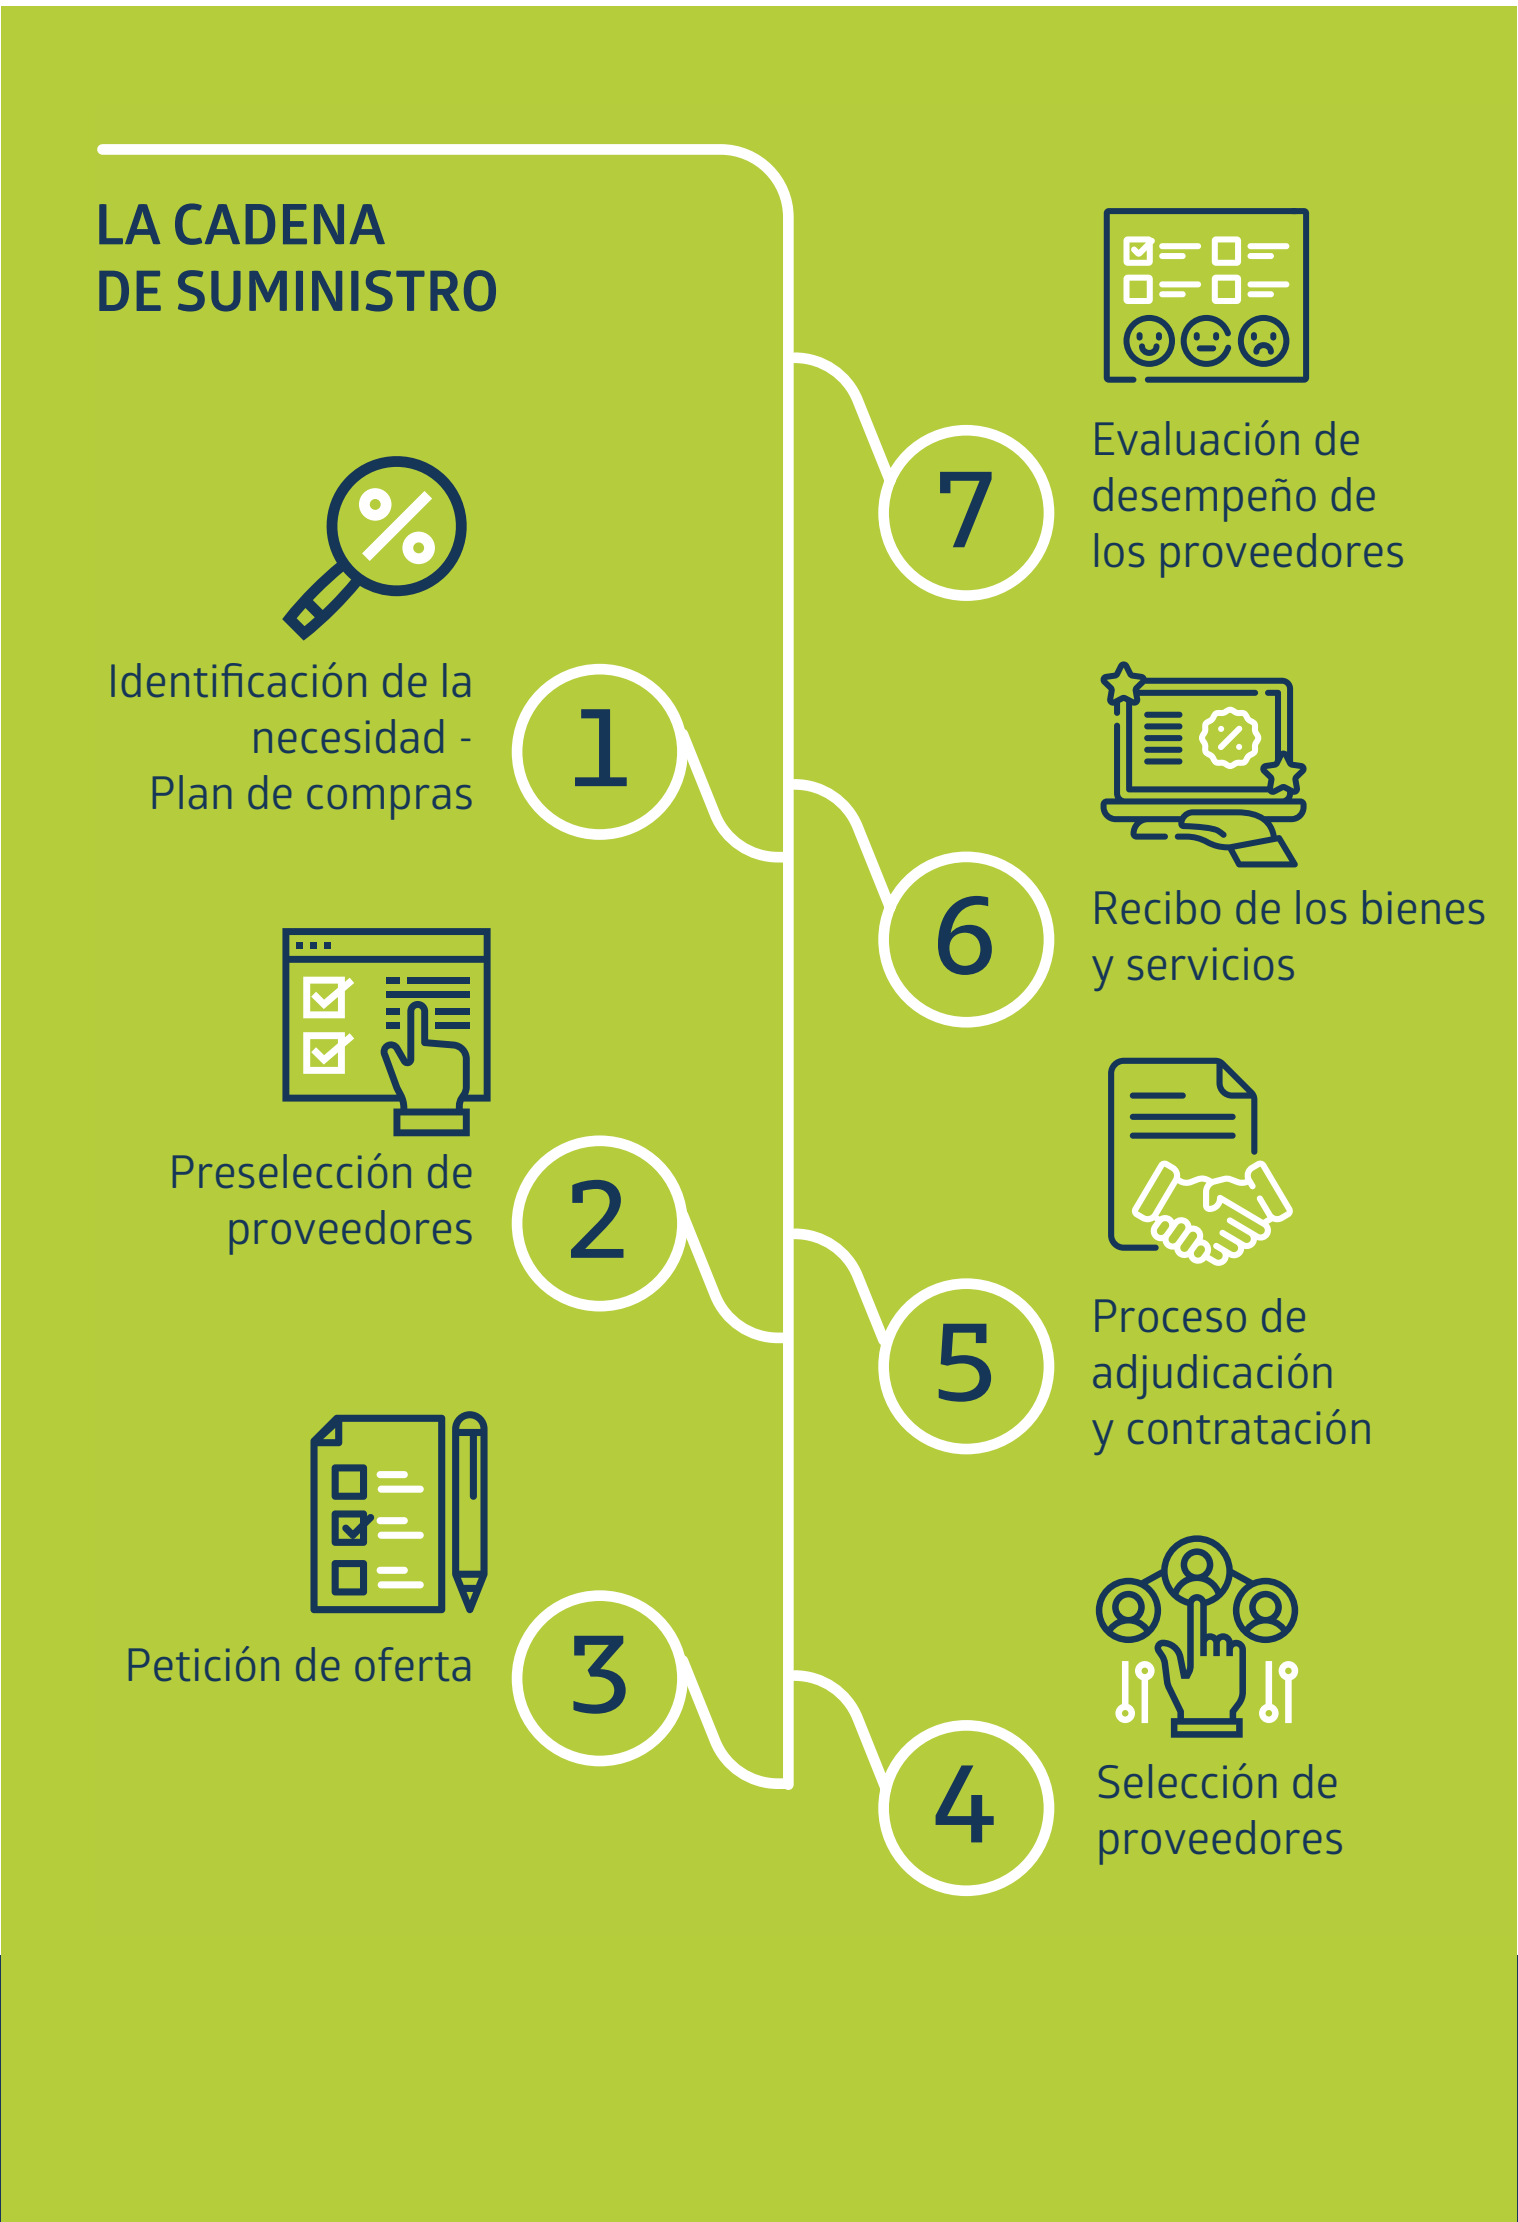 LA CADENA
DE SUMINISTRO
1
Identificación de la
necesidad -
Plan de compras
2
Preselección de
proveedores
3
Petición de oferta
4
Selección de
proveedores
5
Proceso de
adjudicación
y contratación
6
Recibo de los bienes
y servicios
7
Evaluación de
desempeño de
los proveedores